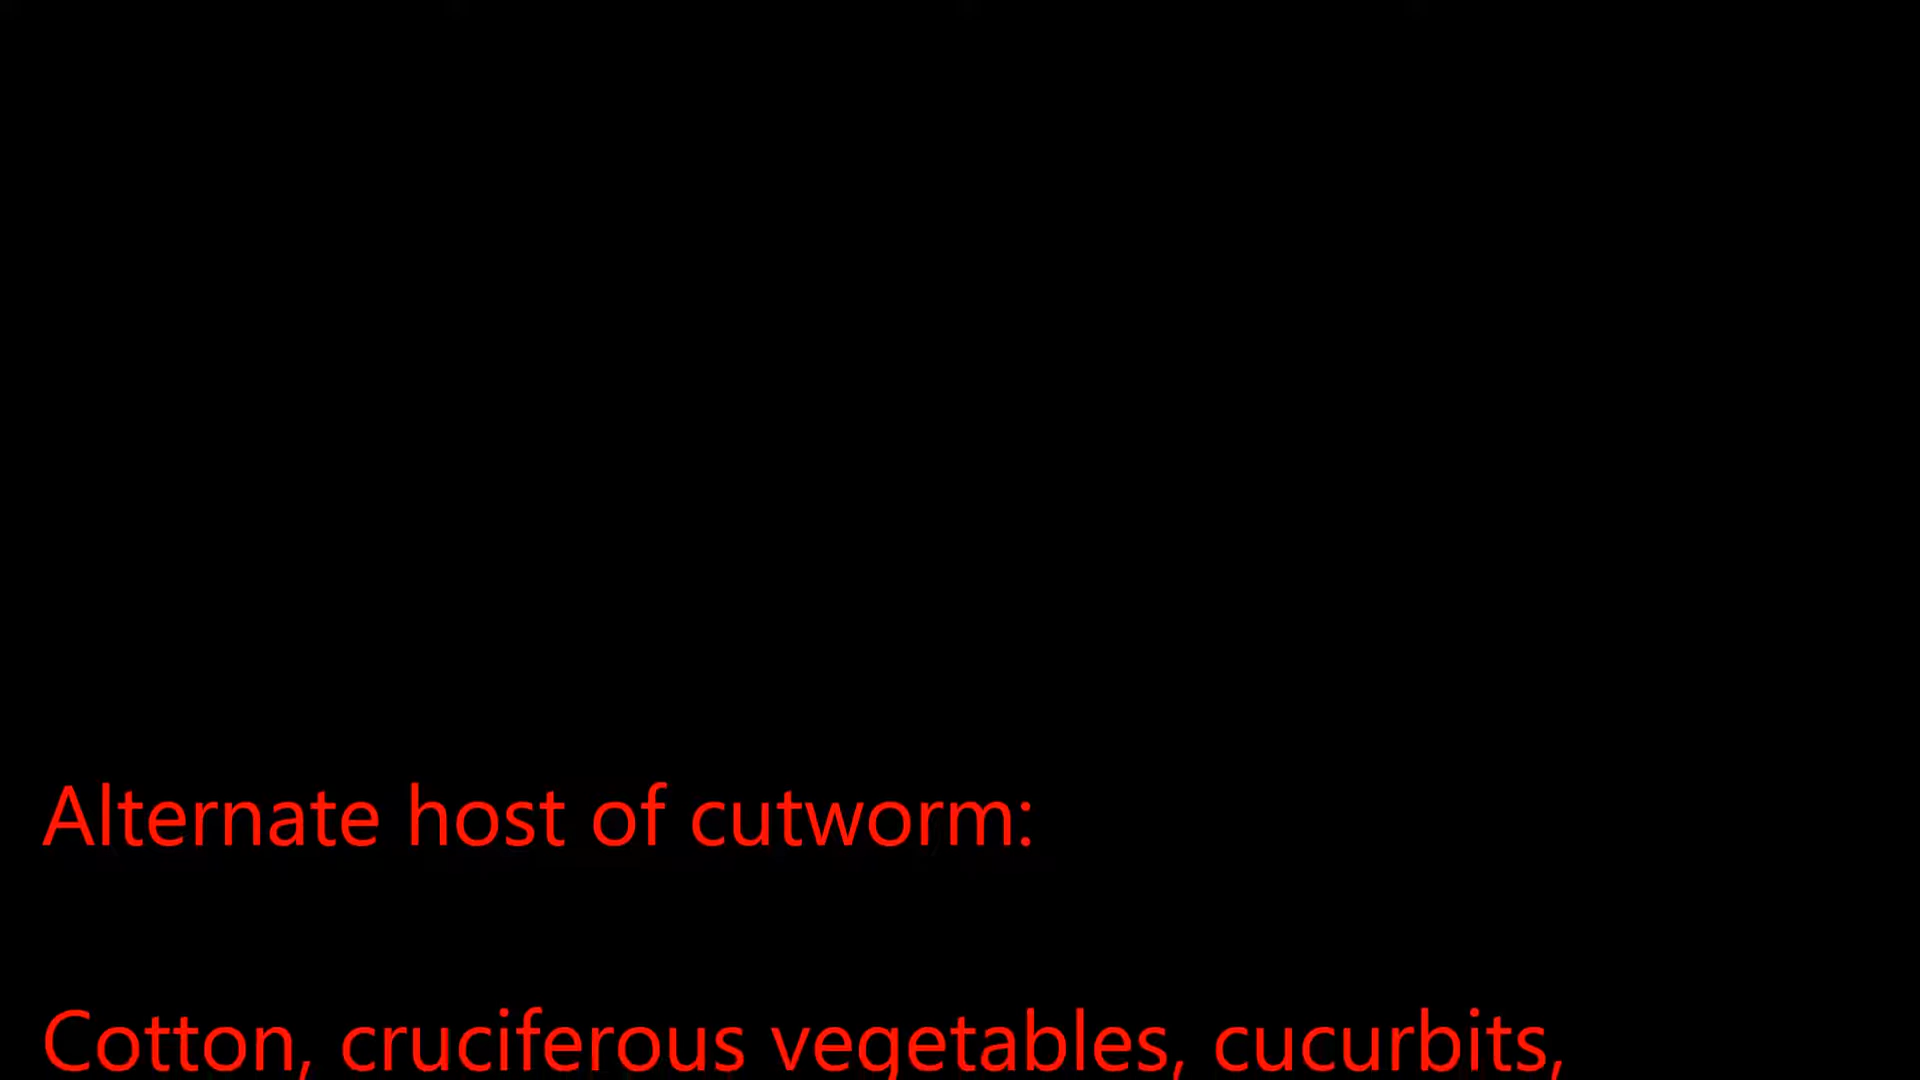 Alternate host of cutworm:
Cotton, cruciferous vegetables, cucurbits,